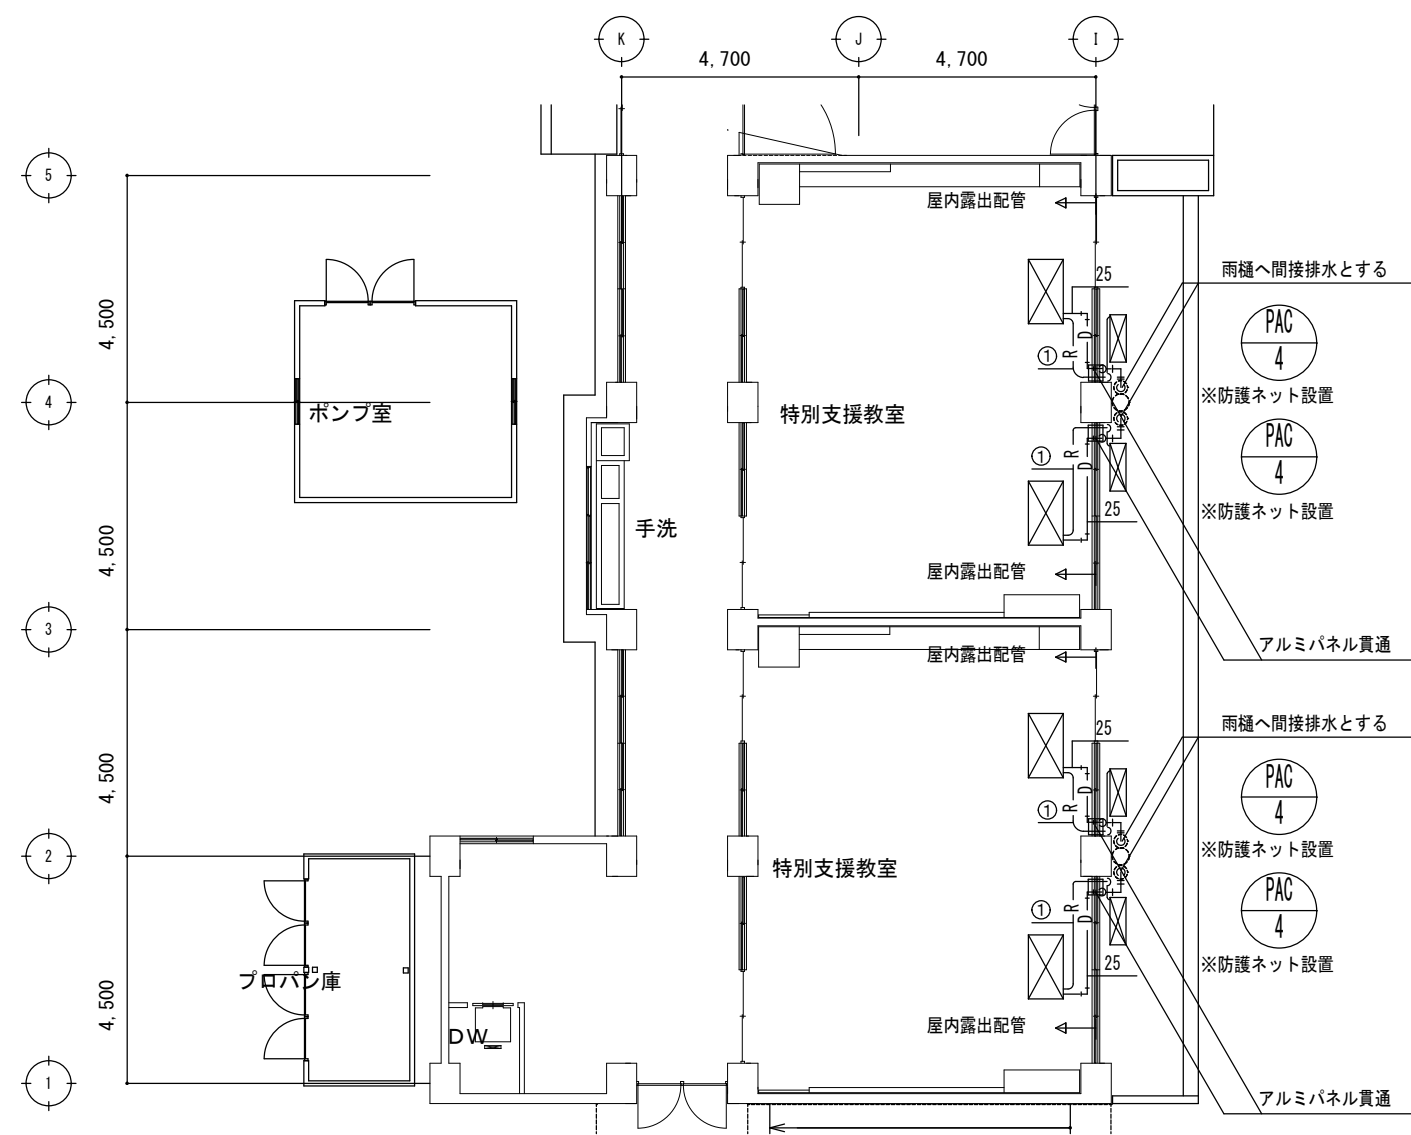 K
J
I
4,700
4,700
5
屋内露出配管
雨樋へ間接排水とする
25
4,500
PAC
4
D
R
①
※防護ネット設置
4
ポンプ室
特別支援教室
PAC
4
①
R
D
※防護ネット設置
25
手洗
4,500
屋内露出配管
3
アルミパネル貫通
屋内露出配管
雨樋へ間接排水とする
25
4,500
PAC
4
D
R
①
※防護ネット設置
2
特別支援教室
PAC
4
①
R
D
※防護ネット設置
25
プロパン庫
4,500
屋内露出配管
DW
1
アルミパネル貫通